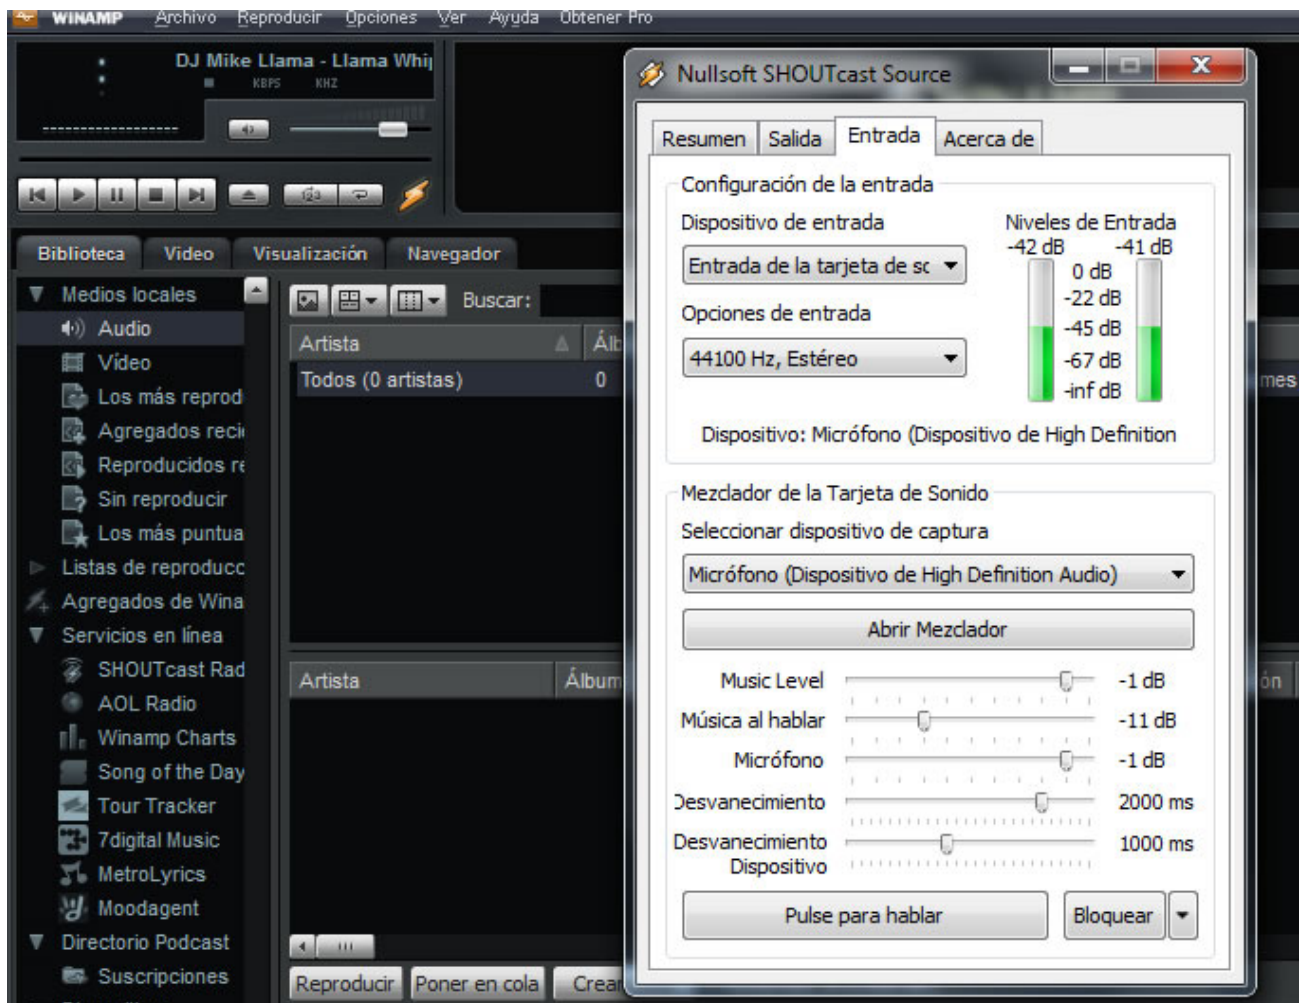 WINAMP Archivo Reproducir Opciones Ver Ayuda Obtener Pro
DJ Mike Llama - Llama Whip
KBPS KHZ
123
Biblioteca Video Visualización Navegador
Medios locales
Audio
Vídeo
Los más reprod
Agregados reci
Reproducidos re
Sin reproducir
Los más puntua
Listas de reproducc
Agregados de Wina
Servicios en línea
SHOUTcast Rad
AOL Radio
Winamp Charts
Song of the Day
Tour Tracker
7digital Music
MetroLyrics
Moodagent
Directorio Podcast
Suscripciones
Buscar:
Artista Álb
Todos (0 artistas) 0
mes
Artista Álbum
ón
Reproducir Poner en cola Crear
Nullsoft SHOUTcast Source
Resumen Salida Entrada Acerca de
Configuración de la entrada
Dispositivo de entrada
Entrada de la tarjeta de sc
Opciones de entrada
44100 Hz, Estéreo
Niveles de Entrada
-42 dB -41 dB
0 dB
-22 dB
-45 dB
-67 dB
-inf dB
Dispositivo: Micrófono (Dispositivo de High Definition
Mezclador de la Tarjeta de Sonido
Seleccionar dispositivo de captura
Micrófono (Dispositivo de High Definition Audio)
Abrir Mezclador
Music Level -1 dB
Música al hablar -11 dB
Micrófono -1 dB
Desvanecimiento 2000 ms
Desvanecimiento 1000 ms
Dispositivo
Pulse para hablar Bloquear